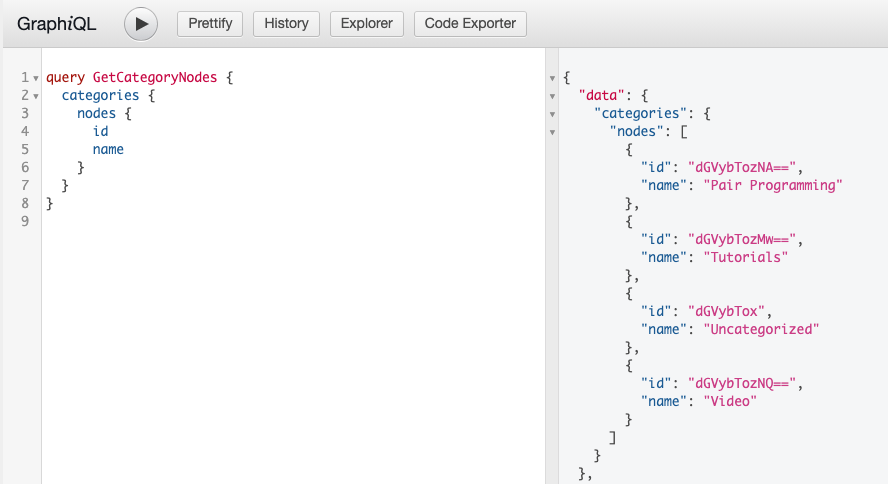 GraphiQL Prettify History Explorer Code Exporter
1 query GetCategoryNodes {
2   categories {
3     nodes {
4       id
5       name
6     }
7   }
8 }
9
{
  "data": {
    "categories": {
      "nodes": [
        {
          "id": "dGVybTozNA==",
          "name": "Pair Programming"
        },
        {
          "id": "dGVybTozMw==",
          "name": "Tutorials"
        },
        {
          "id": "dGVybTox",
          "name": "Uncategorized"
        },
        {
          "id": "dGVybTozNQ==",
          "name": "Video"
        }
      ]
    }
  },